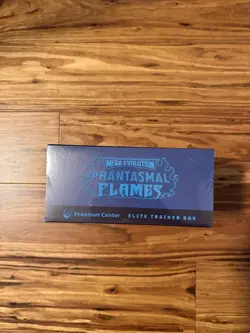 MEGA EVOLUTION
PHANTASMAL
FLAMES
Pokémon Center ELITE TRAINER BOX